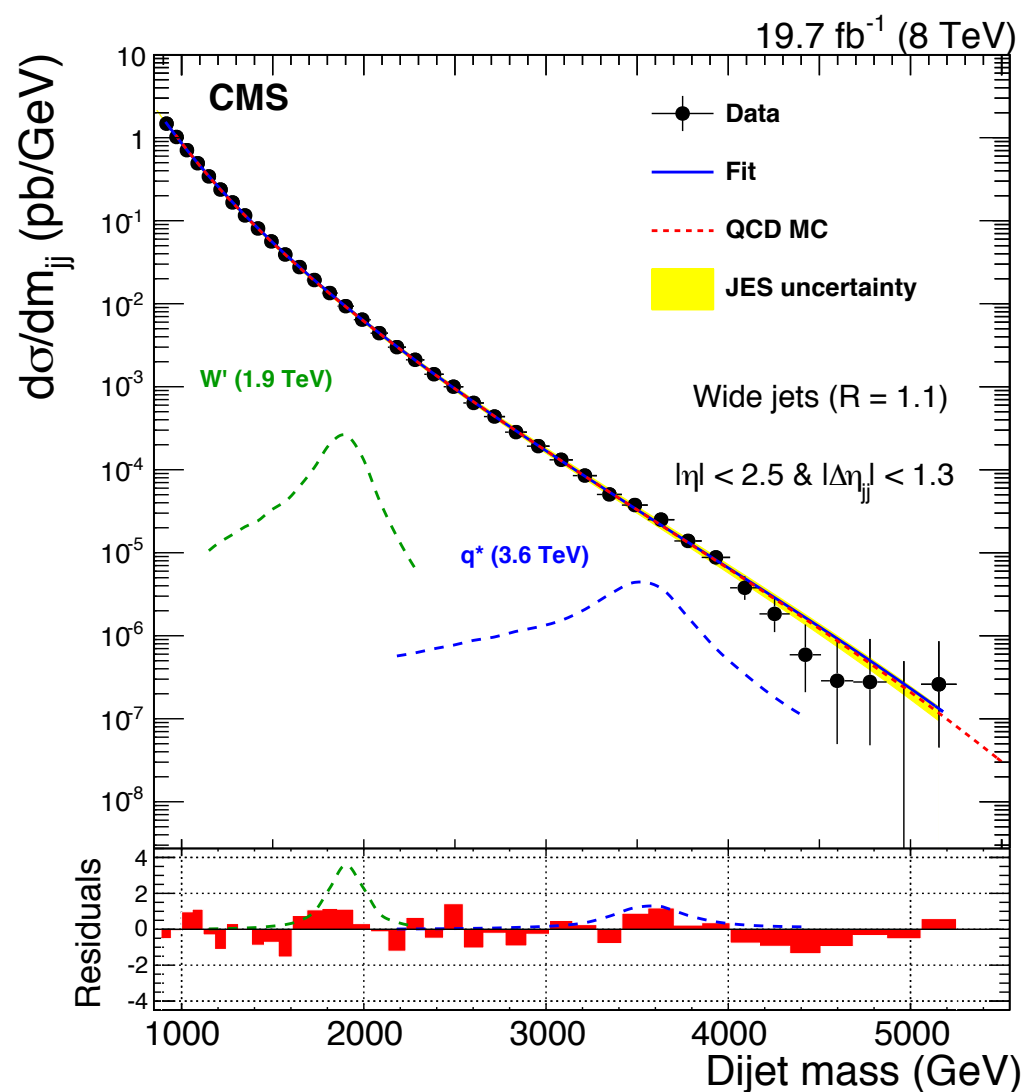 19.7 fb⁻¹ (8 TeV)
dσ/dm_jj (pb/GeV)
CMS
Data
Fit
QCD MC
JES uncertainty
W' (1.9 TeV)
Wide jets (R = 1.1)
|η| < 2.5 & |Δη_jj| < 1.3
q* (3.6 TeV)
10
1
10⁻¹
10⁻²
10⁻³
10⁻⁴
10⁻⁵
10⁻⁶
10⁻⁷
10⁻⁸
Residuals
4
2
0
-2
-4
1000 2000 3000 4000 5000
Dijet mass (GeV)